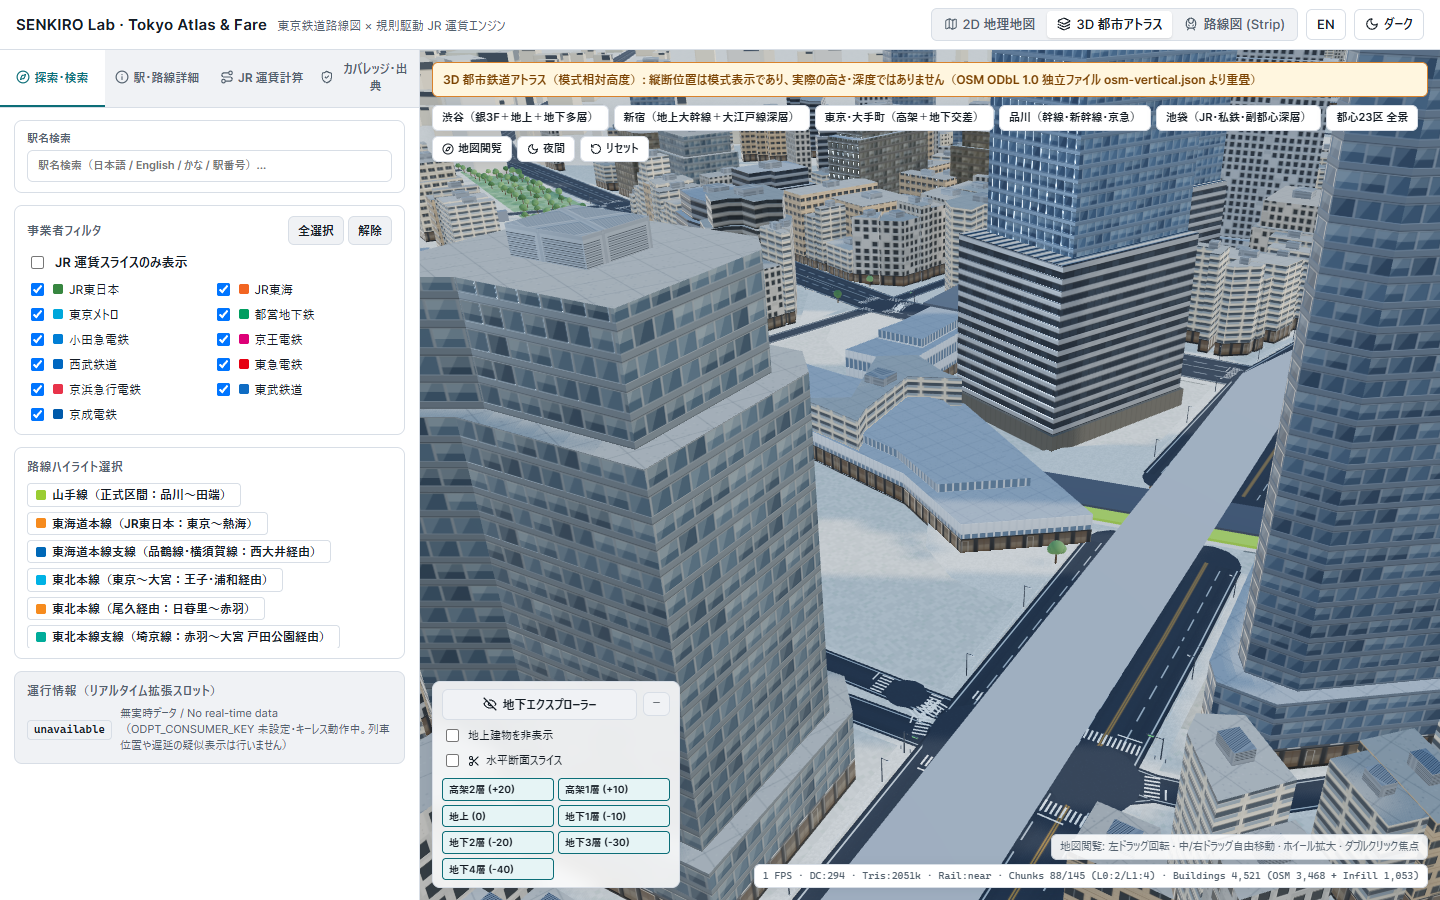 SENKIRO Lab · Tokyo Atlas & Fare 東京鉄道路線図 × 規則駆動 JR 運賃エンジン
2D 地理地図 3D 都市アトラス 路線図 (Strip) EN ダーク
探索・検索 駅・路線詳細 JR 運賃計算 カバレッジ・出典
3D 都市鉄道アトラス（模式相対高度）: 縦断位置は模式表示であり、実際の高さ・深度ではありません（OSM ODbL 1.0 独立ファイル osm-vertical.json より重畳）
渋谷（銀3F＋地上＋地下多層） 新宿（地上大幹線＋大江戸線深層） 東京・大手町（高架＋地下交差） 品川（幹線・新幹線・京急） 池袋（JR・私鉄・副都心深層） 都心23区 全景
地図閲覧 夜間 リセット
駅名検索
駅名検索（日本語 / English / かな / 駅番号）...
事業者フィルタ 全選択 解除
JR 運賃スライスのみ表示
JR東日本 JR東海
東京メトロ 都営地下鉄
小田急電鉄 京王電鉄
西武鉄道 東急電鉄
京浜急行電鉄 東武鉄道
京成電鉄
路線ハイライト選択
山手線（正式区間：品川〜田端）
東海道本線（JR東日本：東京〜熱海）
東海道本線支線（品鶴線・横須賀線：西大井経由）
東北本線（東京〜大宮：王子・浦和経由）
東北本線（尾久経由：日暮里〜赤羽）
東北本線支線（埼京線：赤羽〜大宮 戸田公園経由）
運行情報（リアルタイム拡張スロット）
unavailable
無実時データ / No real-time data
（ODPT_CONSUMER_KEY 未設定・キーレス動作中。列車
位置や遅延の疑似表示は行いません）
地下エクスプローラー −
地上建物を非表示
水平断面スライス
高架2層 (+20) 高架1層 (+10)
地上 (0) 地下1層 (-10)
地下2層 (-20) 地下3層 (-30)
地下4層 (-40)
地図閲覧: 左ドラッグ回転 · 中/右ドラッグ自由移動 · ホイール拡大 · ダブルクリック焦点
1 FPS · DC:294 · Tris:2051k · Rail:near · Chunks 88/145 (L0:2/L1:4) · Buildings 4,521 (OSM 3,468 + Infill 1,053)